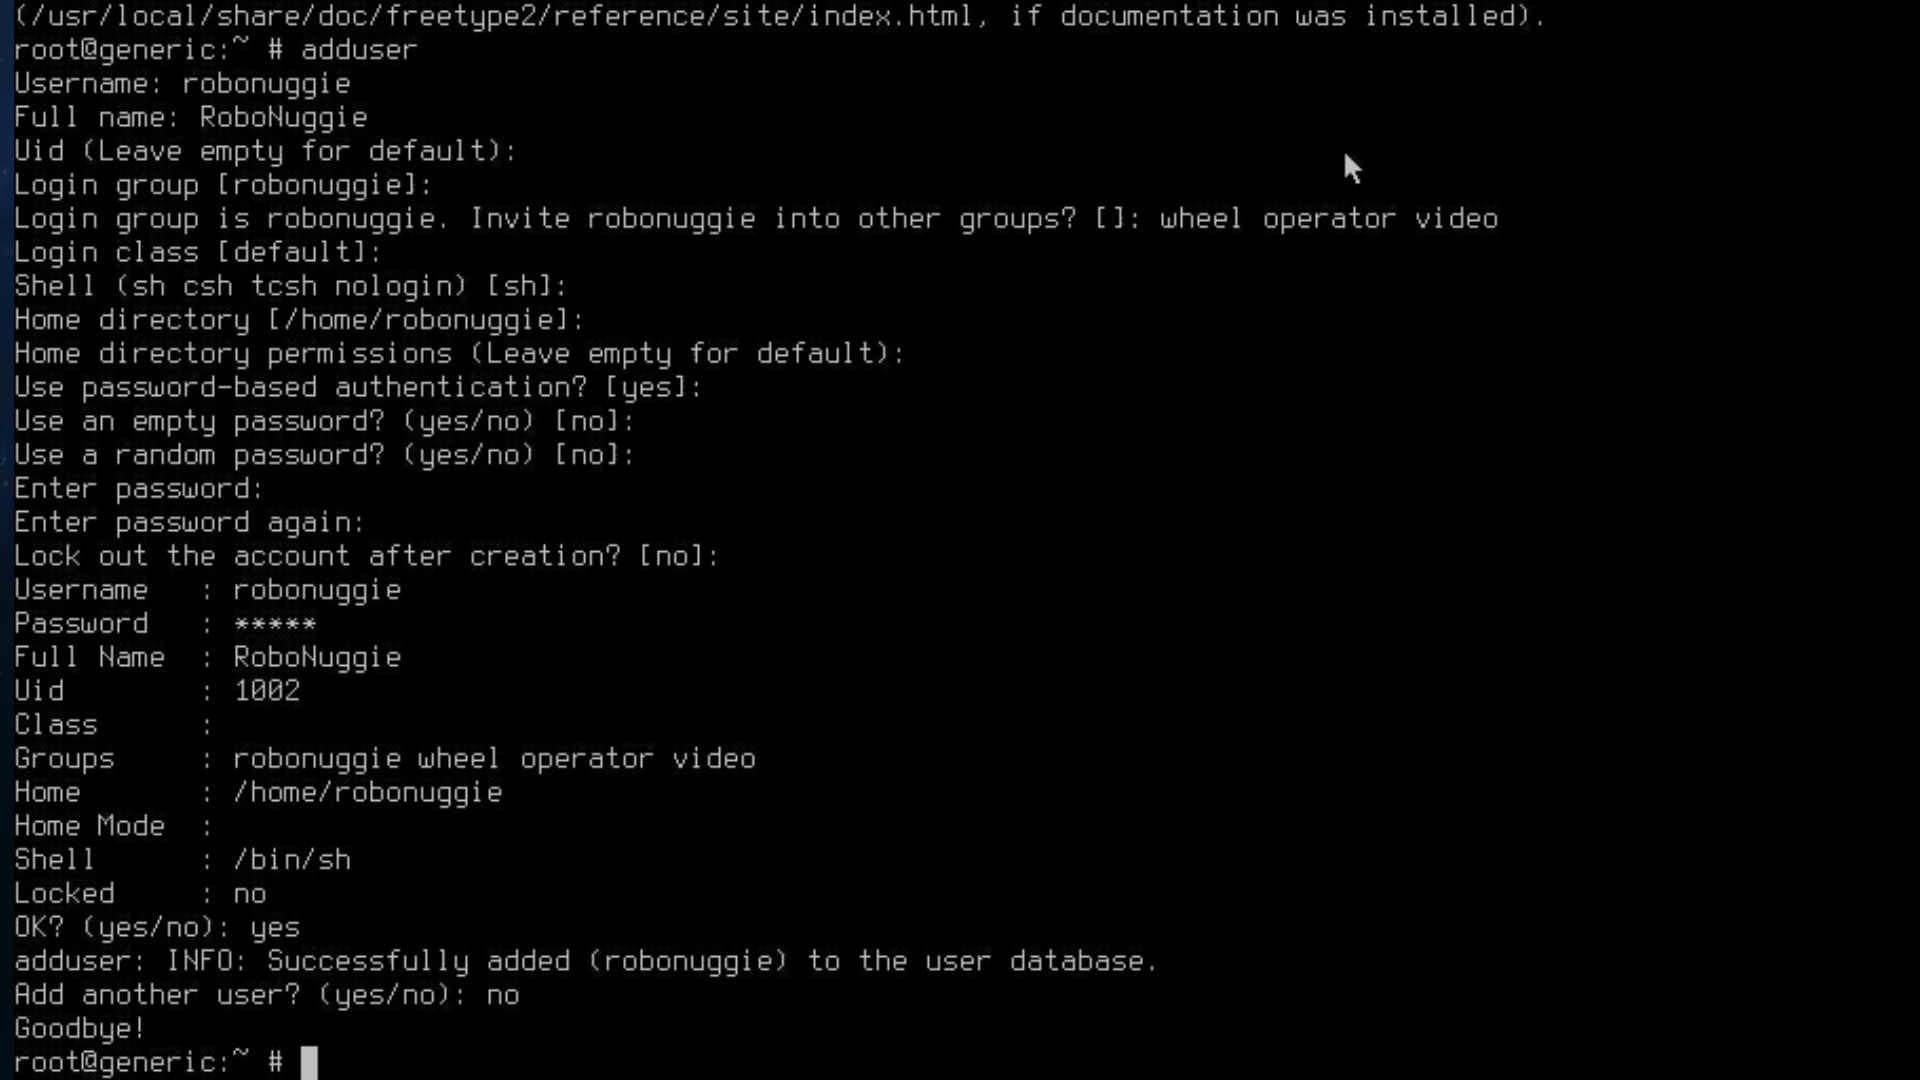 (/usr/local/share/doc/freetype2/reference/site/index.html, if documentation was installed).
root@generic:~ # adduser
Username: robonuggie
Full name: RoboNuggie
Uid (Leave empty for default):
Login group [robonuggie]:
Login group is robonuggie. Invite robonuggie into other groups? []: wheel operator video
Login class [default]:
Shell (sh csh tcsh nologin) [sh]:
Home directory [/home/robonuggie]:
Home directory permissions (Leave empty for default):
Use password-based authentication? [yes]:
Use an empty password? (yes/no) [no]:
Use a random password? (yes/no) [no]:
Enter password:
Enter password again:
Lock out the account after creation? [no]:
Username   : robonuggie
Password   : *****
Full Name  : RoboNuggie
Uid        : 1002
Class      :
Groups     : robonuggie wheel operator video
Home       : /home/robonuggie
Home Mode  :
Shell      : /bin/sh
Locked     : no
OK? (yes/no): yes
adduser: INFO: Successfully added (robonuggie) to the user database.
Add another user? (yes/no): no
Goodbye!
root@generic:~ #